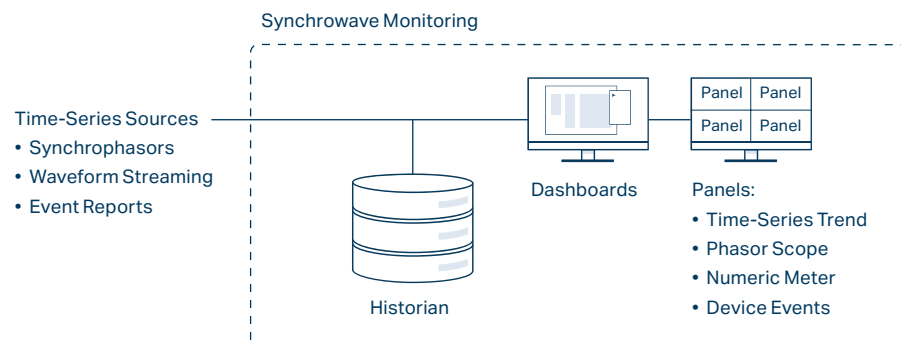 Synchrowave Monitoring
Time-Series Sources
• Synchrophasors
• Waveform Streaming
• Event Reports
Historian
Dashboards
Panel Panel
Panel Panel
Panels:
• Time-Series Trend
• Phasor Scope
• Numeric Meter
• Device Events